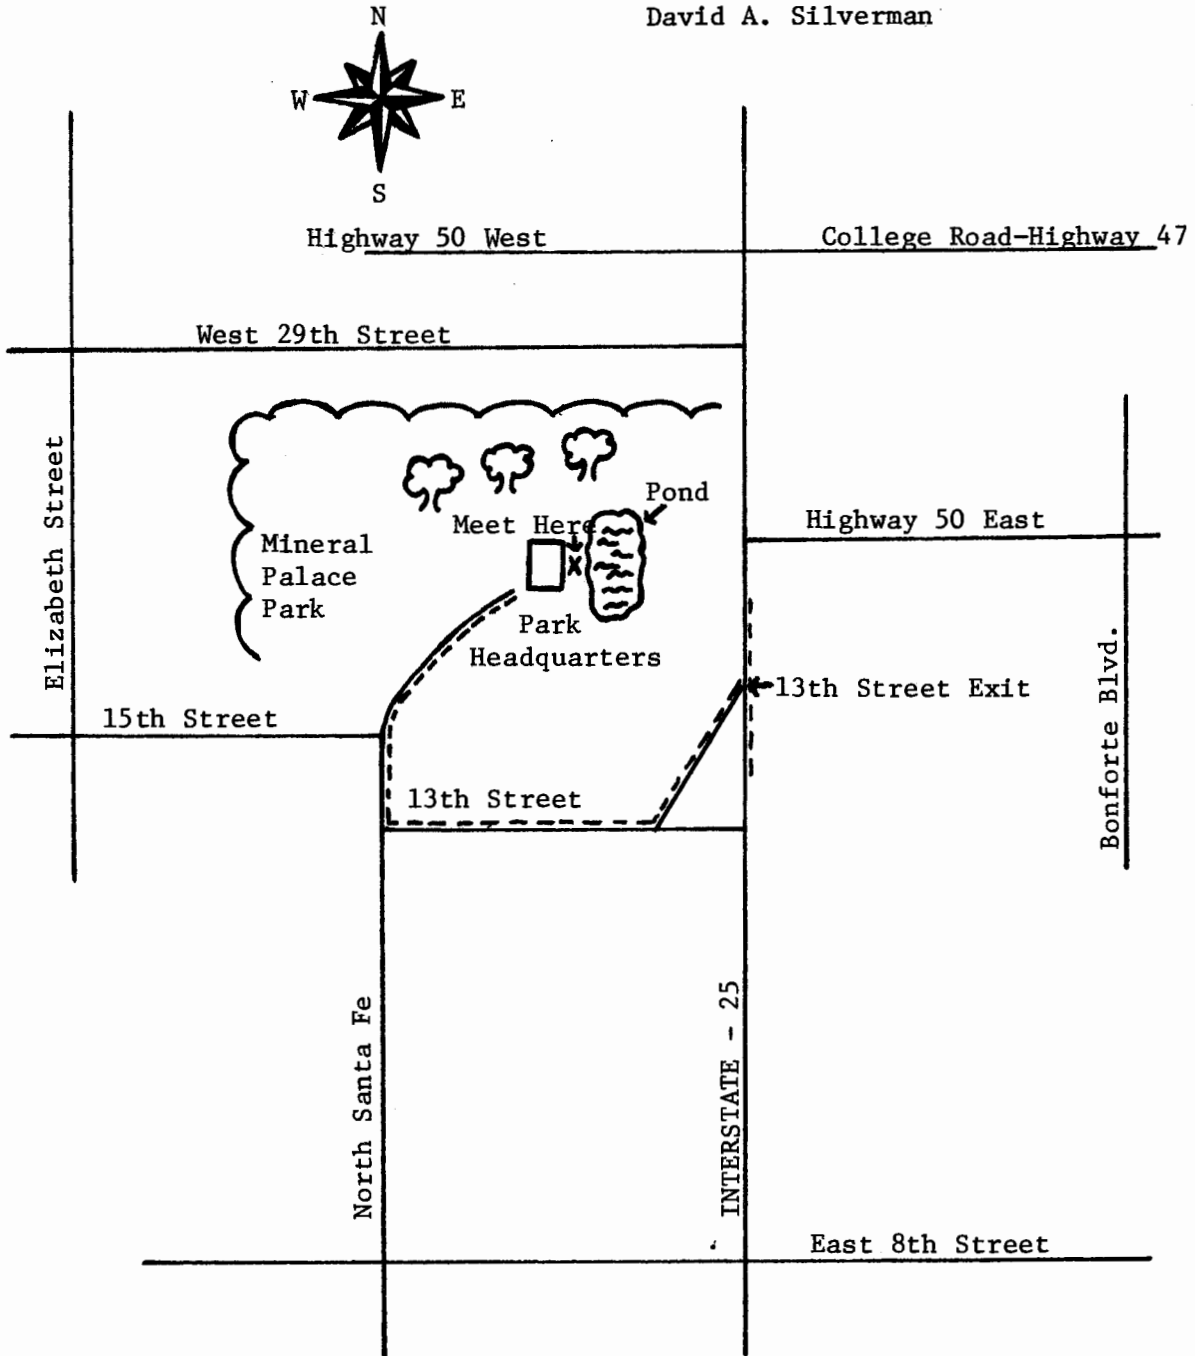 David A. Silverman
N
W
E
S
Highway 50 West
College Road-Highway 47
West 29th Street
Elizabeth Street
Pond
Meet Here
X
Highway 50 East
Mineral
Palace
Park
Park
Headquarters
13th Street Exit
15th Street
13th Street
Bonforte Blvd.
North Santa Fe
INTERSTATE - 25
East 8th Street